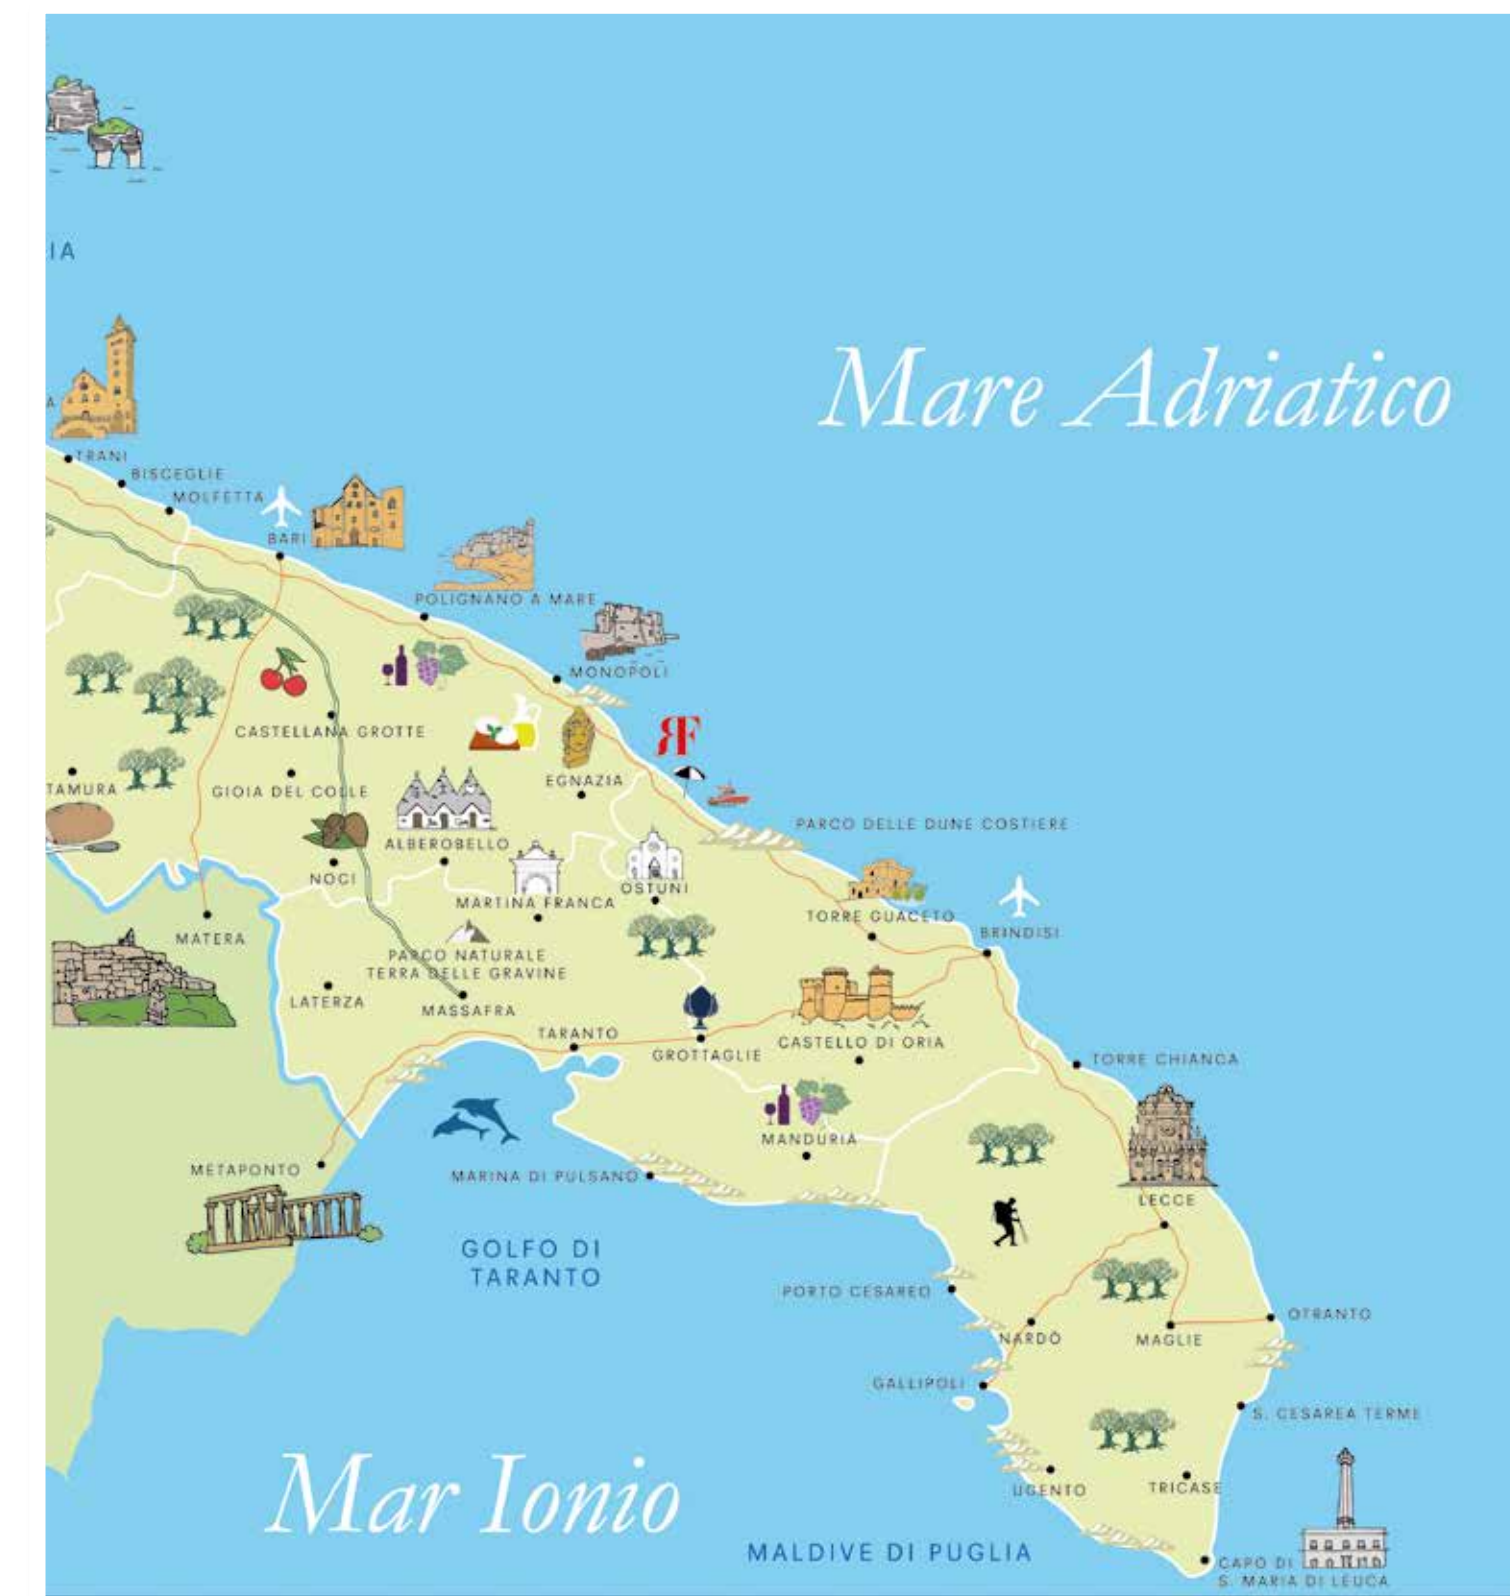 IA
Mare Adriatico
A
TRANI
BISCEGLIE
MOLFETTA
BARI
POLIGNANO A MARE
MONOPOLI
RF
CASTELLANA GROTTE
EGNAZIA
TAMURA
GIOIA DEL COLLE
PARCO DELLE DUNE COSTIERE
ALBEROBELLO
NOCI
OSTUNI
MARTINA FRANCA
TORRE GUACETO
BRINDISI
MATERA
PARCO NATURALE
TERRA DELLE GRAVINE
LATERZA
MASSAFRA
TARANTO
GROTTAGLIE
CASTELLO DI ORIA
TORRE CHIANCA
MANDURIA
METAPONTO
MARINA DI PULSANO
LECCE
GOLFO DI
TARANTO
PORTO CESAREO
OTRANTO
NARDÒ
MAGLIE
GALLIPOLI
S. CESAREA TERME
UGENTO
TRICASE
Mar Ionio
MALDIVE DI PUGLIA
CAPO DI
S. MARIA DI LEUCA